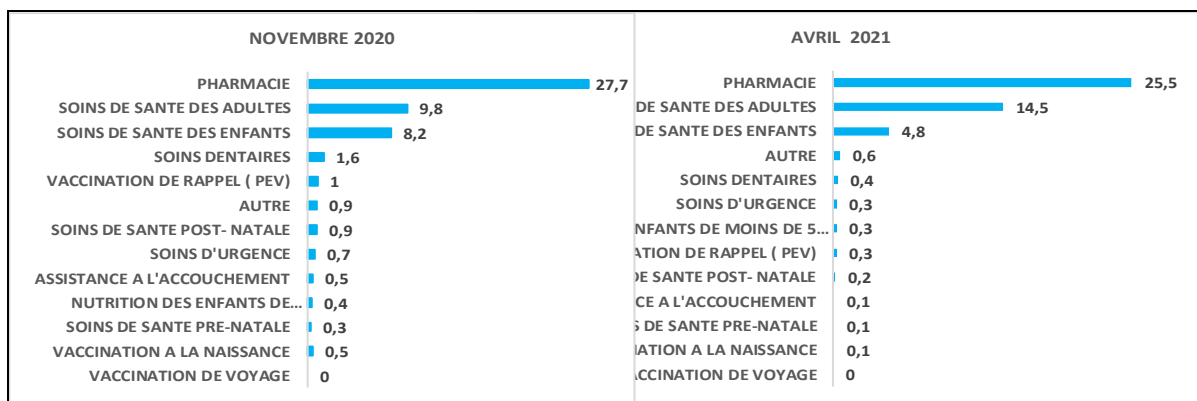 NOVEMBRE 2020
PHARMACIE 27,7
SOINS DE SANTE DES ADULTES 9,8
SOINS DE SANTE DES ENFANTS 8,2
SOINS DENTAIRES 1,6
VACCINATION DE RAPPEL ( PEV) 1
AUTRE 0,9
SOINS DE SANTE POST- NATALE 0,9
SOINS D'URGENCE 0,7
ASSISTANCE A L'ACCOUCHEMENT 0,5
NUTRITION DES ENFANTS DE... 0,4
SOINS DE SANTE PRE-NATALE 0,3
VACCINATION A LA NAISSANCE 0,5
VACCINATION DE VOYAGE 0
AVRIL 2021
PHARMACIE 25,5
DE SANTE DES ADULTES 14,5
DE SANTE DES ENFANTS 4,8
AUTRE 0,6
SOINS DENTAIRES 0,4
SOINS D'URGENCE 0,3
NFANTS DE MOINS DE 5... 0,3
ATION DE RAPPEL ( PEV) 0,3
DE SANTE POST- NATALE 0,2
CE A L'ACCOUCHEMENT 0,1
S DE SANTE PRE-NATALE 0,1
NATION A LA NAISSANCE 0,1
ACCINATION DE VOYAGE 0